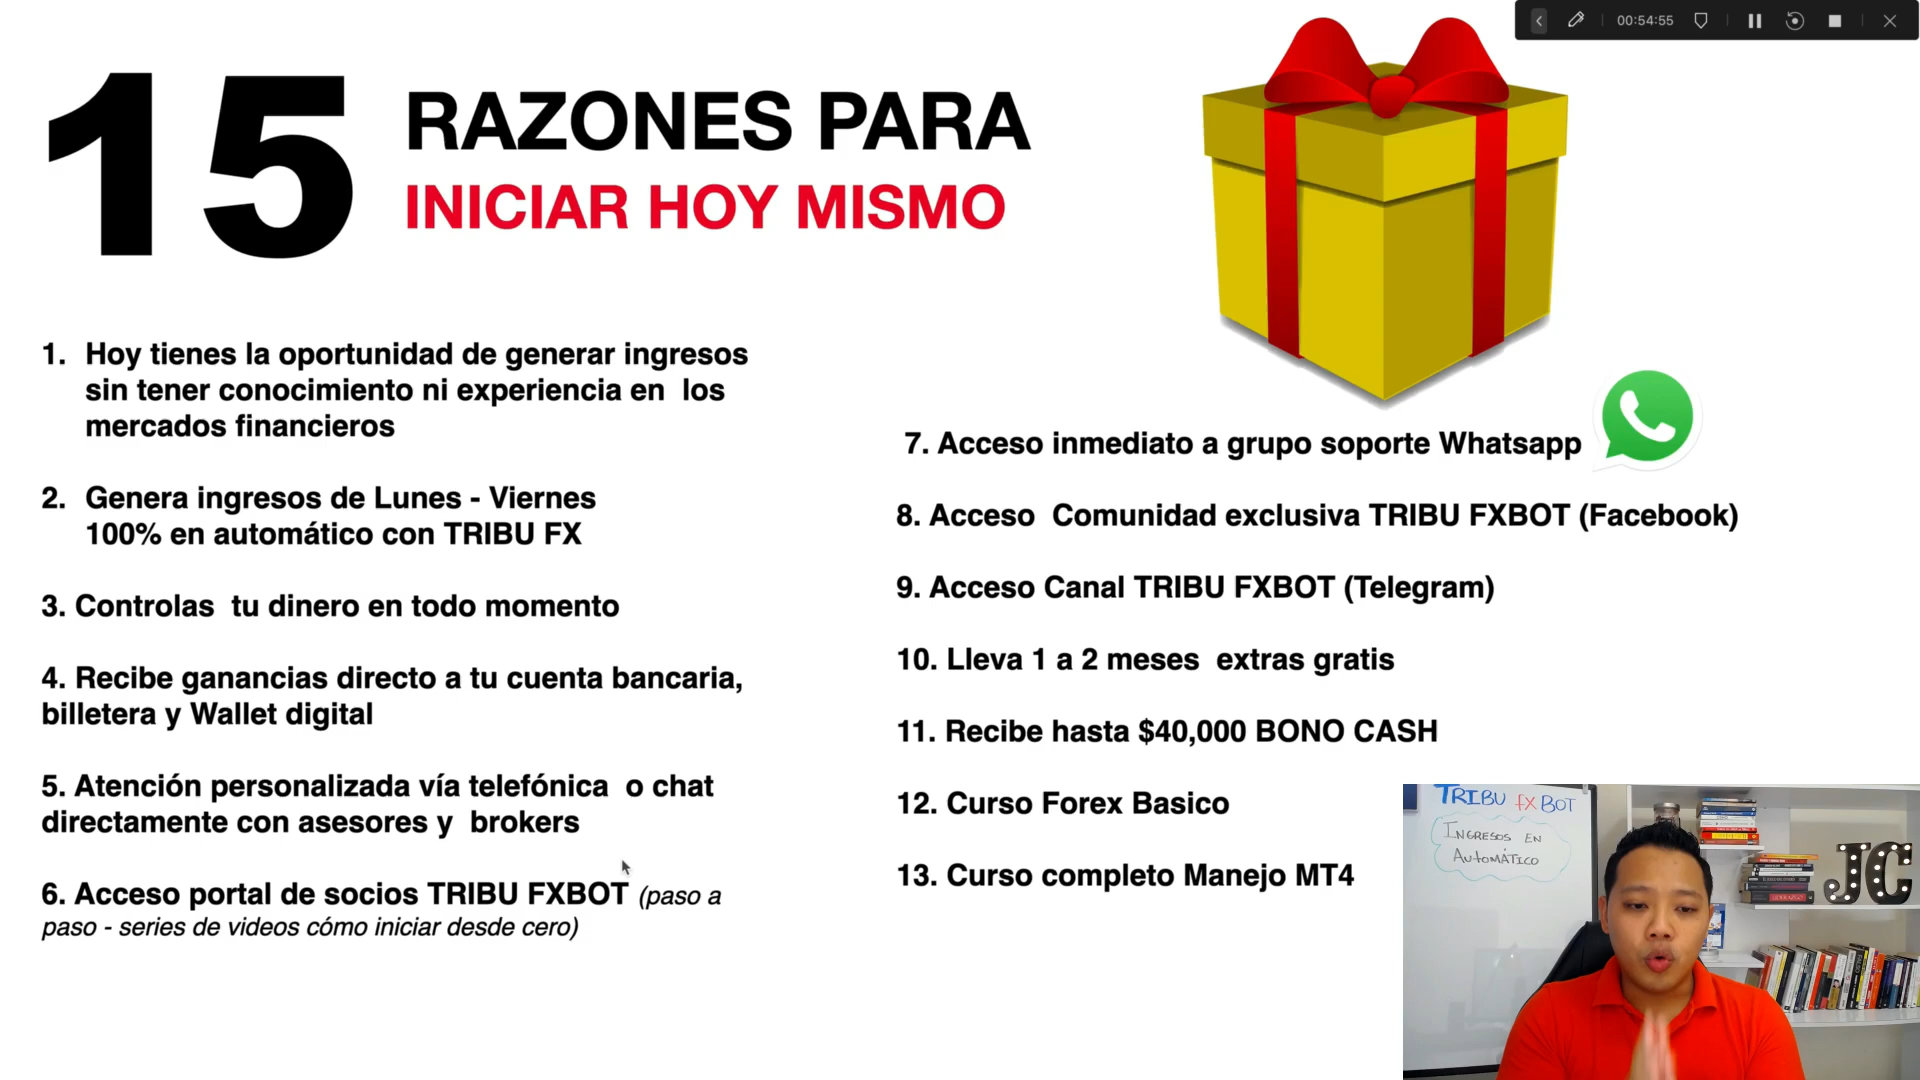 00:54:55
15
RAZONES PARA
INICIAR HOY MISMO
1. Hoy tienes la oportunidad de generar ingresos
sin tener conocimiento ni experiencia en los
mercados financieros
2. Genera ingresos de Lunes - Viernes
100% en automático con TRIBU FX
3. Controlas tu dinero en todo momento
4. Recibe ganancias directo a tu cuenta bancaria,
billetera y Wallet digital
5. Atención personalizada vía telefónica o chat
directamente con asesores y brokers
6. Acceso portal de socios TRIBU FXBOT (paso a
paso - series de videos cómo iniciar desde cero)
7. Acceso inmediato a grupo soporte Whatsapp
8. Acceso Comunidad exclusiva TRIBU FXBOT (Facebook)
9. Acceso Canal TRIBU FXBOT (Telegram)
10. Lleva 1 a 2 meses extras gratis
11. Recibe hasta $40,000 BONO CASH
12. Curso Forex Basico
13. Curso completo Manejo MT4
TRIBU fx BOT
INGRESOS EN
AUTOMÁTICO
JC